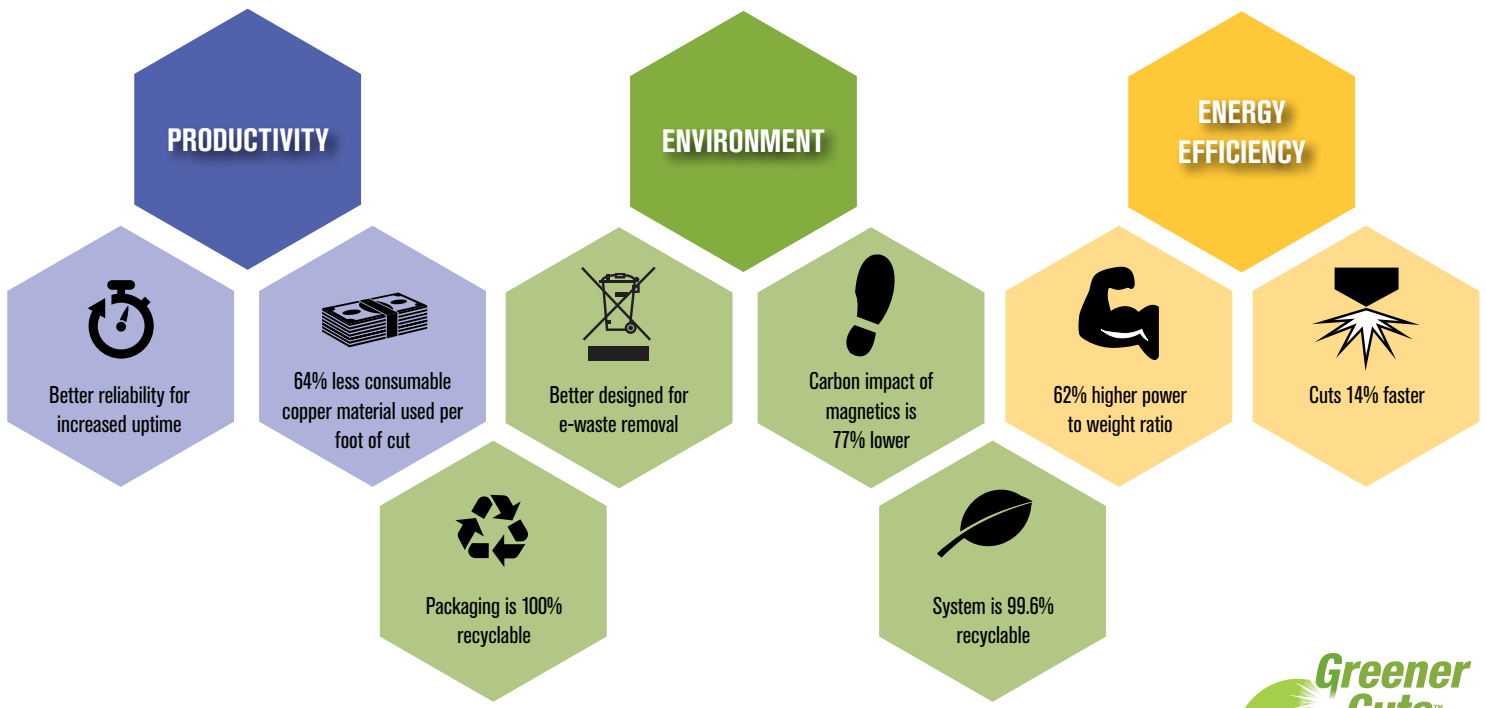 PRODUCTIVITY
Better reliability for
increased uptime
64% less consumable
copper material used per
foot of cut
ENVIRONMENT
Better designed for
e-waste removal
Carbon impact of
magnetics is
77% lower
Packaging is 100%
recyclable
System is 99.6%
recyclable
ENERGY
EFFICIENCY
62% higher power
to weight ratio
Cuts 14% faster
Greener
Cuts™